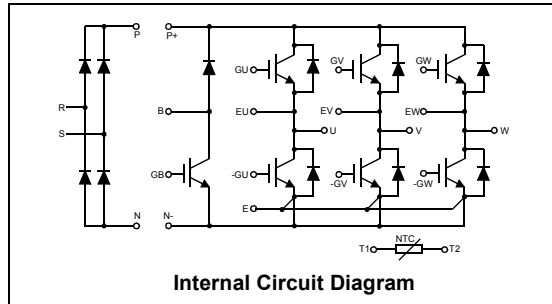 P P+
GU GV GW
R B EU EV EW
S U V W
GB -GU -GV -GW
N N- E
NTC
T1 T2
Internal Circuit Diagram